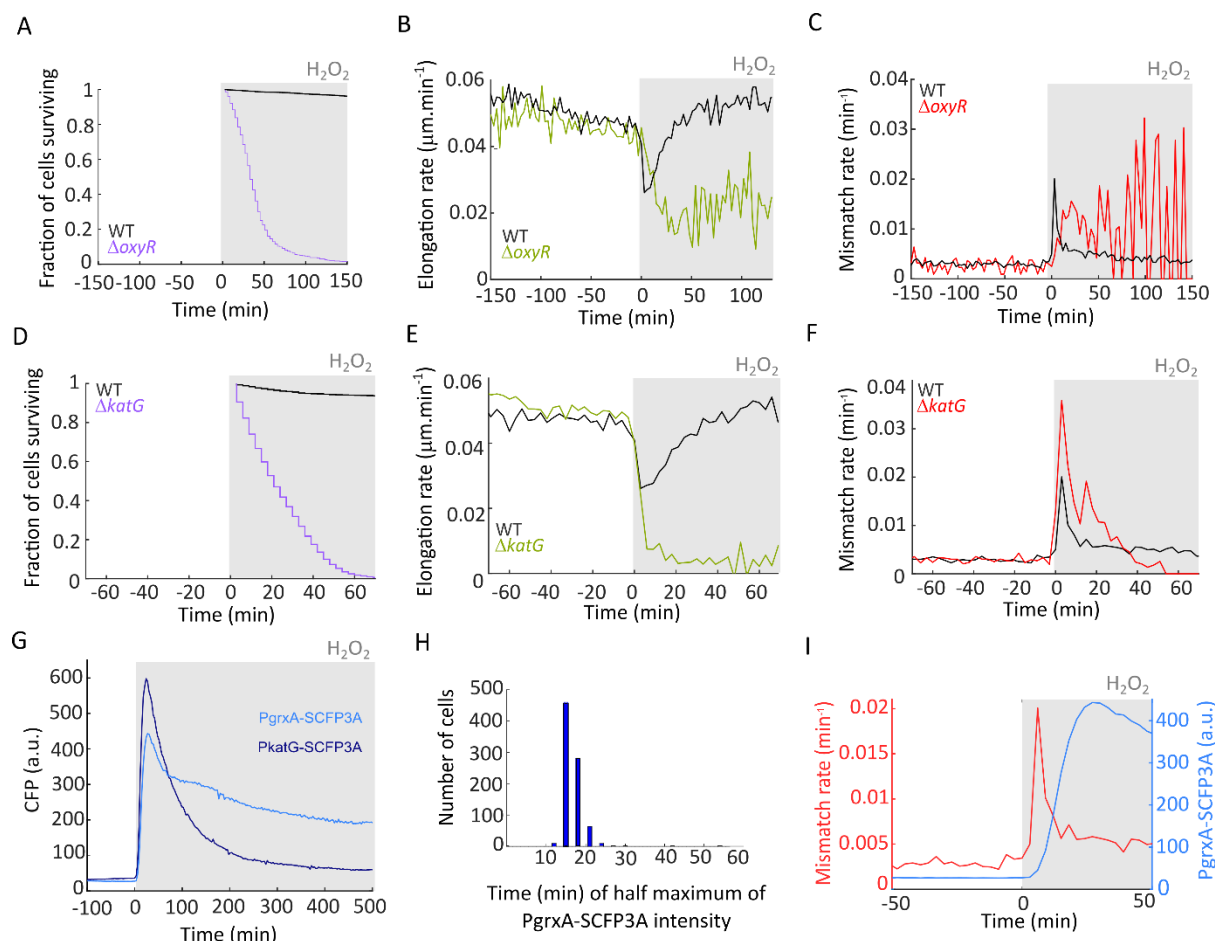 A
H₂O₂
Fraction of cells surviving
1
0.8
0.6
0.4
0.2
0
WT
ΔoxyR
-150 -100 -50 0 50 100 150
Time (min)
B
H₂O₂
Elongation rate (μm.min⁻¹)
0.06
0.04
0.02
0
WT
ΔoxyR
-150 -100 -50 0 50 100
Time (min)
C
H₂O₂
Mismatch rate (min⁻¹)
0.04
0.03
0.02
0.01
0
WT
ΔoxyR
-150 -100 -50 0 50 100 150
Time (min)
D
H₂O₂
Fraction of cells surviving
1
0.8
0.6
0.4
0.2
0
WT
ΔkatG
-60 -40 -20 0 20 40 60
Time (min)
E
H₂O₂
Elongation rate (μm.min⁻¹)
0.06
0.04
0.02
0
WT
ΔkatG
-60 -40 -20 0 20 40 60
Time (min)
F
H₂O₂
Mismatch rate (min⁻¹)
0.04
0.03
0.02
0.01
0
WT
ΔkatG
-60 -40 -20 0 20 40 60
Time (min)
G
H₂O₂
CFP (a.u.)
600
500
400
300
200
100
0
PgrxA-SCFP3A
PkatG-SCFP3A
-100 0 100 200 300 400 500
Time (min)
H
Number of cells
500
400
300
200
100
0
10 20 30 40 50 60
Time (min) of half maximum of
PgrxA-SCFP3A intensity
I
H₂O₂
Mismatch rate (min⁻¹)
0.02
0.015
0.01
0.005
0
PgrxA-SCFP3A (a.u.)
400
300
200
100
0
-50 0 50
Time (min)